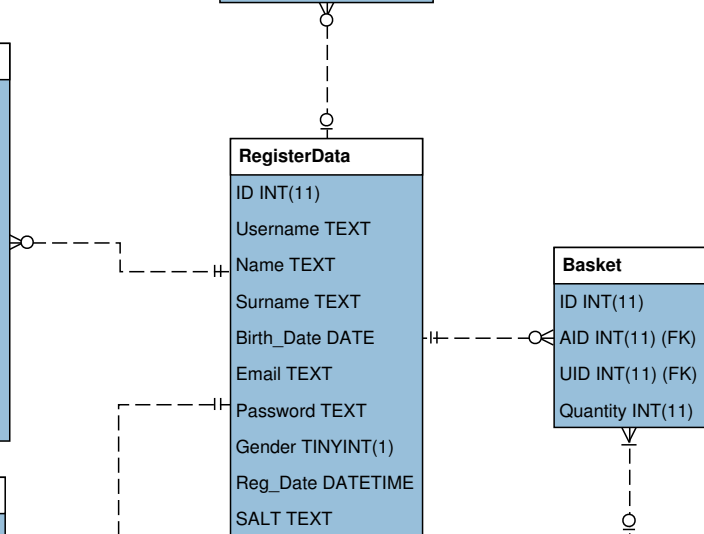 RegisterData
ID INT(11)
Username TEXT
Name TEXT
Surname TEXT
Birth_Date DATE
Email TEXT
Password TEXT
Gender TINYINT(1)
Reg_Date DATETIME
SALT TEXT
Basket
ID INT(11)
AID INT(11) (FK)
UID INT(11) (FK)
Quantity INT(11)